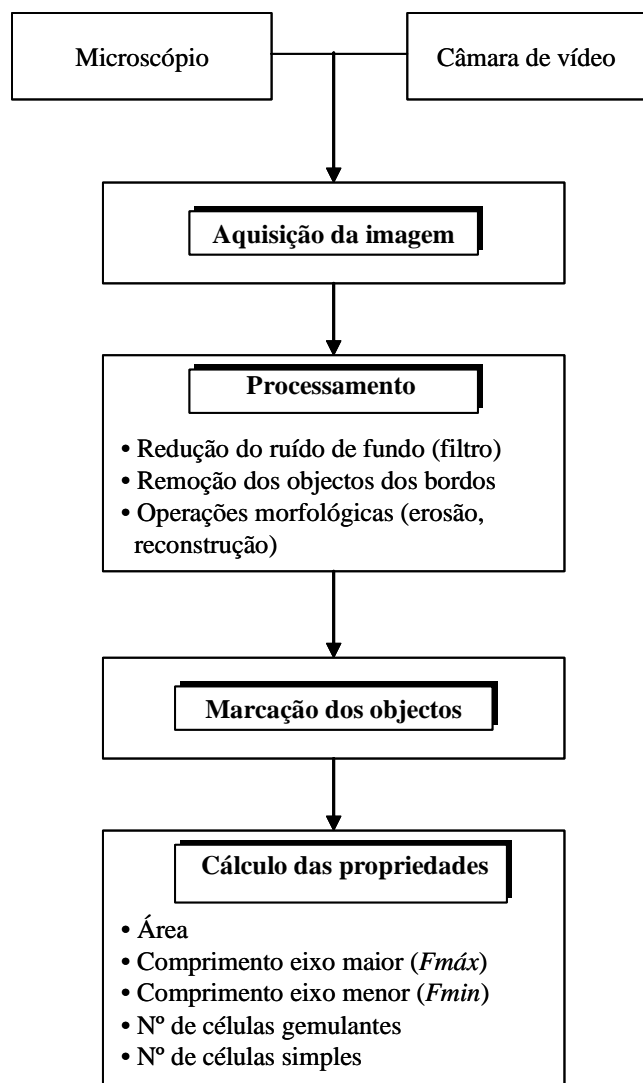 Microscópio
Câmara de vídeo
Aquisição da imagem
Processamento
• Redução do ruído de fundo (filtro)
• Remoção dos objectos dos bordos
• Operações morfológicas (erosão,
reconstrução)
Marcação dos objectos
Cálculo das propriedades
• Área
• Comprimento eixo maior (Fmáx)
• Comprimento eixo menor (Fmin)
• Nº de células gemulantes
• Nº de células simples